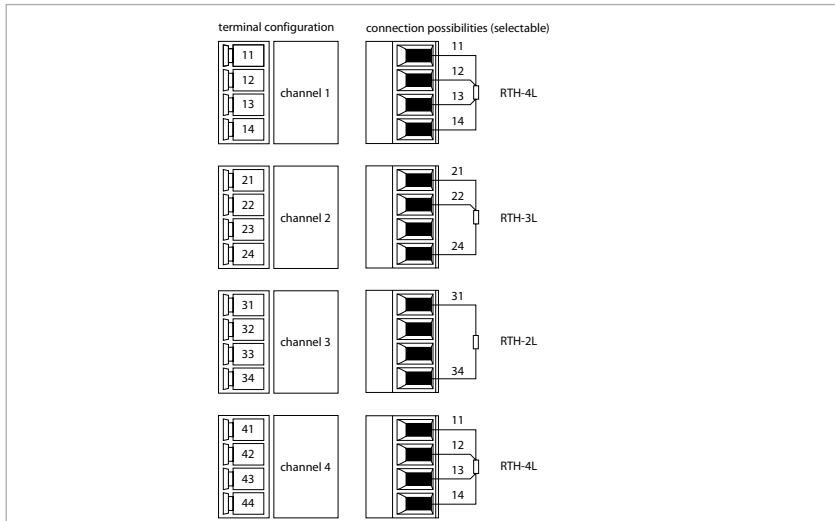 terminal configuration
connection possibilities (selectable)
11
12
13
14
channel 1
11
12
13
14
RTH-4L
21
22
23
24
channel 2
21
22
24
RTH-3L
31
32
33
34
channel 3
31
34
RTH-2L
41
42
43
44
channel 4
11
12
13
14
RTH-4L